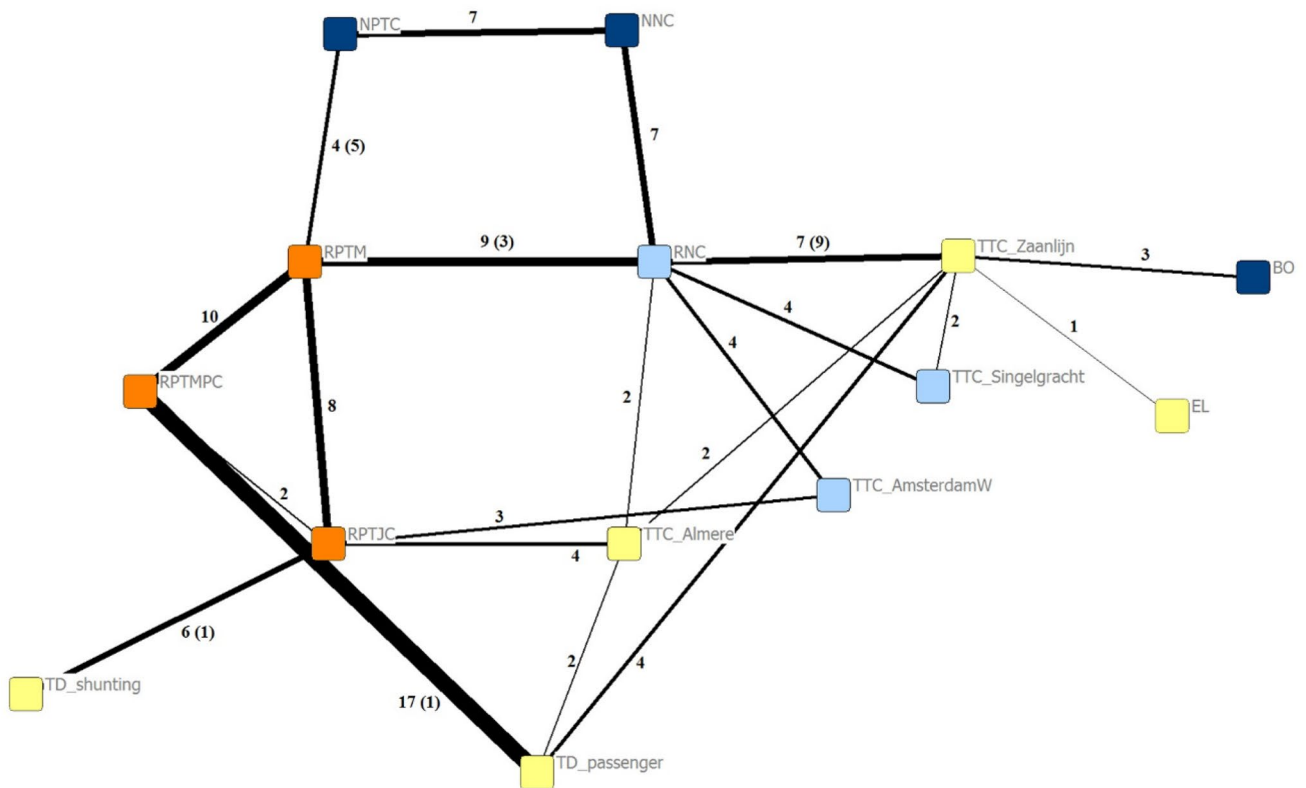 NPTC
7
NNC
4 (5)
7
RPTM
9 (3)
RNC
7 (9)
TTC_Zaanlijn
3
BO
10
4
2
1
4
RPTMPC
TTC_Singelgracht
8
2
EL
2
2
TTC_AmsterdamW
3
RPTJC
TTC_Almere
4
6 (1)
2
4
TD_shunting
17 (1)
TD_passenger